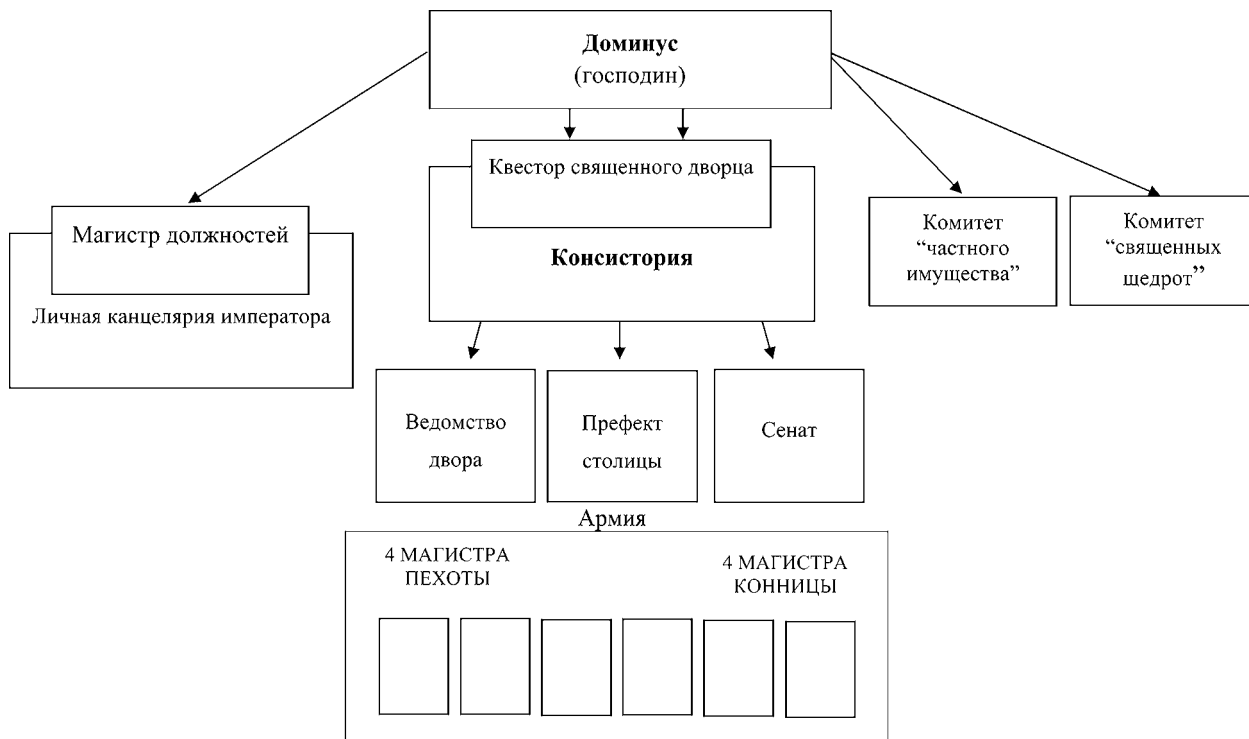 Доминус
(господин)
Квестор священного дворца
Консистория
Магистр должностей
Личная канцелярия императора
Комитет
“частного
имущества”
Комитет
“священных
щедрот”
Ведомство
двора
Префект
столицы
Сенат
Армия
4 МАГИСТРА
ПЕХОТЫ
4 МАГИСТРА
КОННИЦЫ